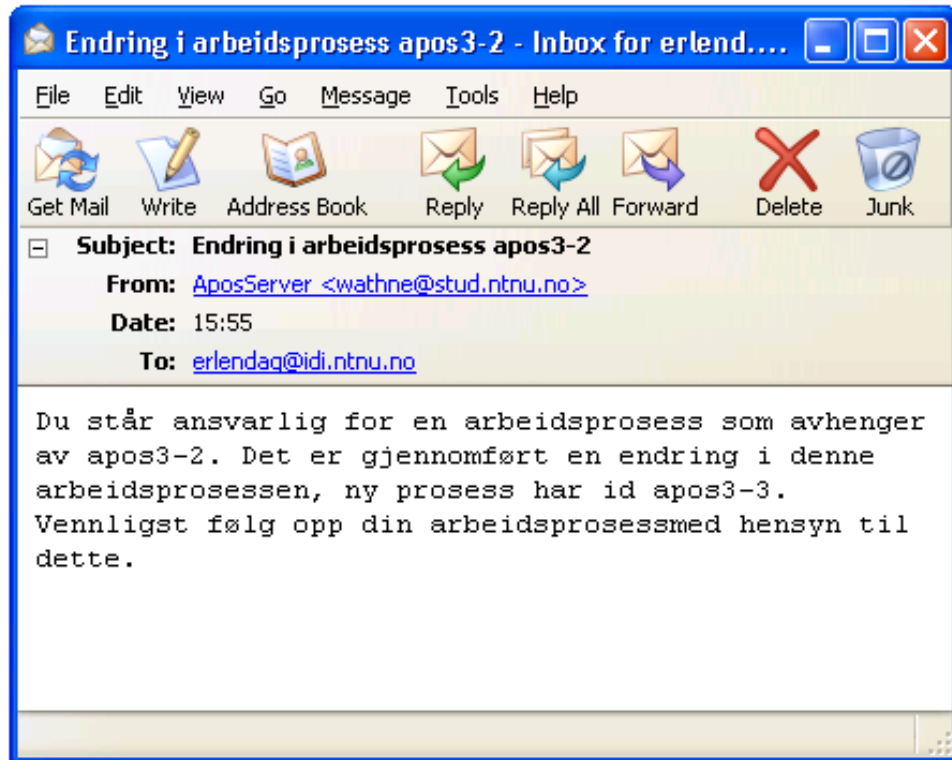 Endring i arbeidsprosess apos3-2 - Inbox for erlend....
File Edit View Go Message Tools Help
Get Mail Write Address Book Reply Reply All Forward Delete Junk
Subject: Endring i arbeidsprosess apos3-2
From: AposServer <wathne@stud.ntnu.no>
Date: 15:55
To: erlendag@idi.ntnu.no
Du står ansvarlig for en arbeidsprosess som avhenger
av apos3-2. Det er gjennomført en endring i denne
arbeidsprosessen, ny prosess har id apos3-3.
Vennligst følg opp din arbeidsprosessmed hensyn til
dette.